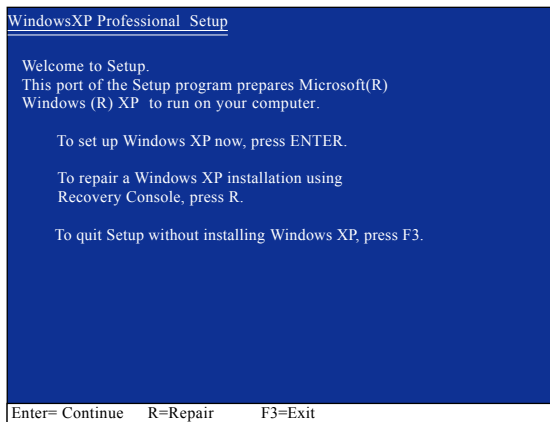 WindowsXP Professional Setup
Welcome to Setup.
This port of the Setup program prepares Microsoft(R)
Windows (R) XP to run on your computer.
To set up Windows XP now, press ENTER.
To repair a Windows XP installation using
Recovery Console, press R.
To quit Setup without installing Windows XP, press F3.
Enter= Continue R=Repair F3=Exit